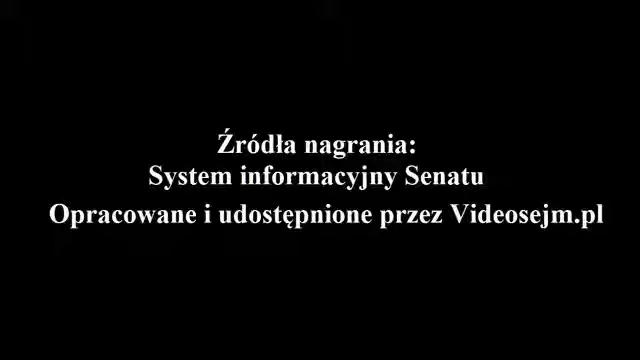 Źródła nagrania:
System informacyjny Senatu
Opracowane i udostępnione przez Videosejm.pl